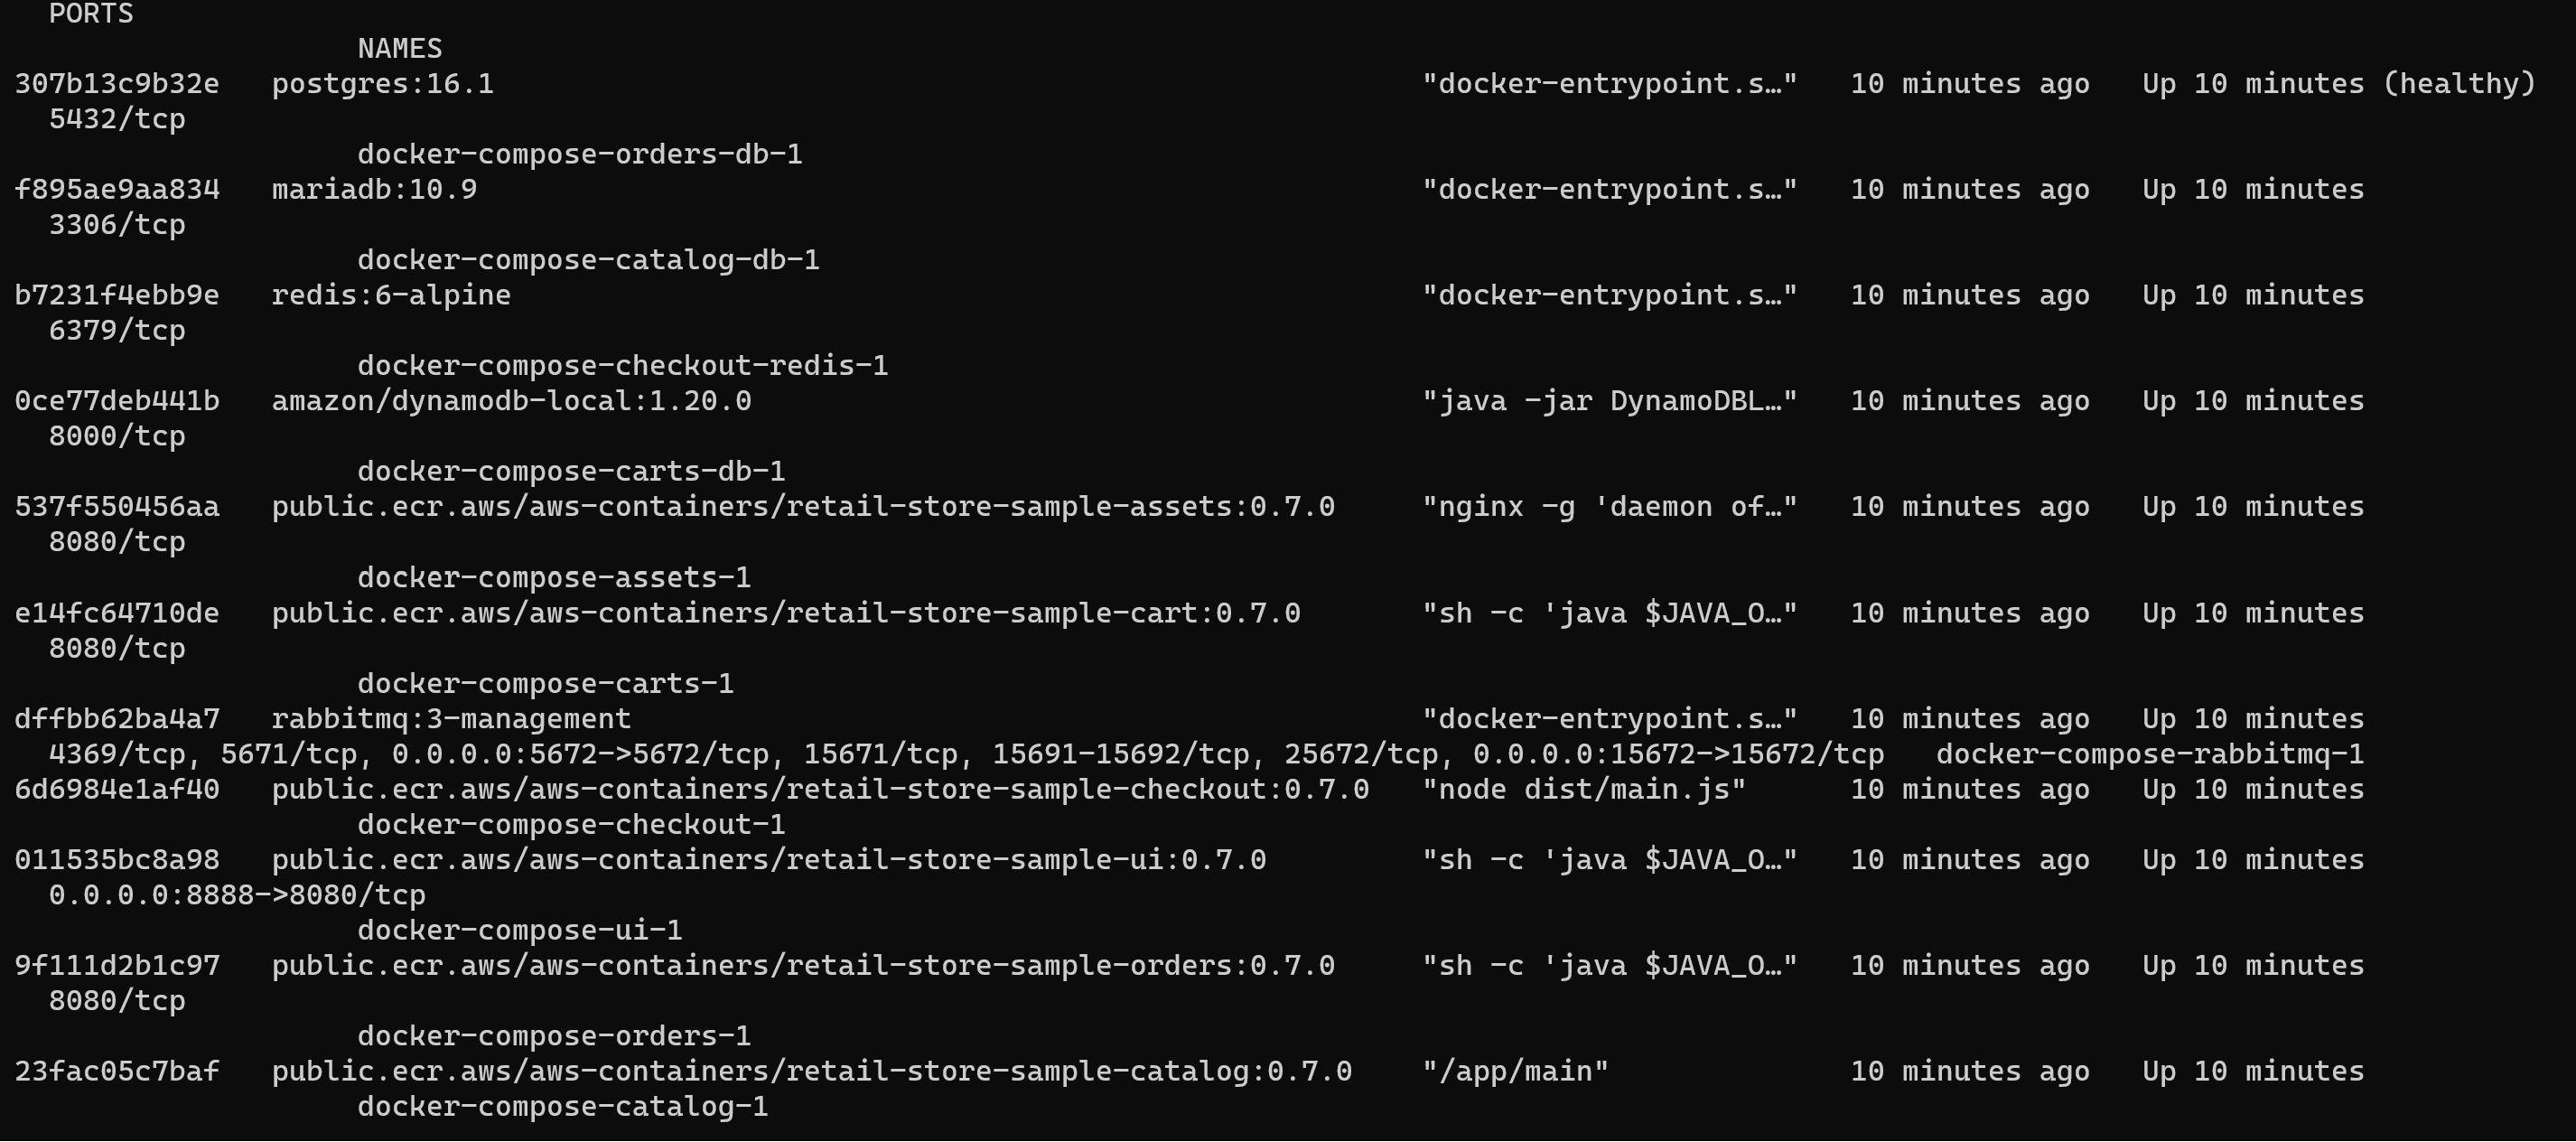 PORTS
NAMES
307b13c9b32e   postgres:16.1   "docker-entrypoint.s…"   10 minutes ago   Up 10 minutes (healthy)
5432/tcp
docker-compose-orders-db-1
f895ae9aa834   mariadb:10.9   "docker-entrypoint.s…"   10 minutes ago   Up 10 minutes
3306/tcp
docker-compose-catalog-db-1
b7231f4ebb9e   redis:6-alpine   "docker-entrypoint.s…"   10 minutes ago   Up 10 minutes
6379/tcp
docker-compose-checkout-redis-1
0ce77deb441b   amazon/dynamodb-local:1.20.0   "java -jar DynamoDBL…"   10 minutes ago   Up 10 minutes
8000/tcp
docker-compose-carts-db-1
537f550456aa   public.ecr.aws/aws-containers/retail-store-sample-assets:0.7.0   "nginx -g 'daemon of…"   10 minutes ago   Up 10 minutes
8080/tcp
docker-compose-assets-1
e14fc64710de   public.ecr.aws/aws-containers/retail-store-sample-cart:0.7.0   "sh -c 'java $JAVA_O…"   10 minutes ago   Up 10 minutes
8080/tcp
docker-compose-carts-1
dffbb62ba4a7   rabbitmq:3-management   "docker-entrypoint.s…"   10 minutes ago   Up 10 minutes
4369/tcp, 5671/tcp, 0.0.0.0:5672->5672/tcp, 15671/tcp, 15691-15692/tcp, 25672/tcp, 0.0.0.0:15672->15672/tcp   docker-compose-rabbitmq-1
6d6984e1af40   public.ecr.aws/aws-containers/retail-store-sample-checkout:0.7.0   "node dist/main.js"   10 minutes ago   Up 10 minutes
docker-compose-checkout-1
011535bc8a98   public.ecr.aws/aws-containers/retail-store-sample-ui:0.7.0   "sh -c 'java $JAVA_O…"   10 minutes ago   Up 10 minutes
0.0.0.0:8888->8080/tcp
docker-compose-ui-1
9f111d2b1c97   public.ecr.aws/aws-containers/retail-store-sample-orders:0.7.0   "sh -c 'java $JAVA_O…"   10 minutes ago   Up 10 minutes
8080/tcp
docker-compose-orders-1
23fac05c7baf   public.ecr.aws/aws-containers/retail-store-sample-catalog:0.7.0   "/app/main"   10 minutes ago   Up 10 minutes
docker-compose-catalog-1